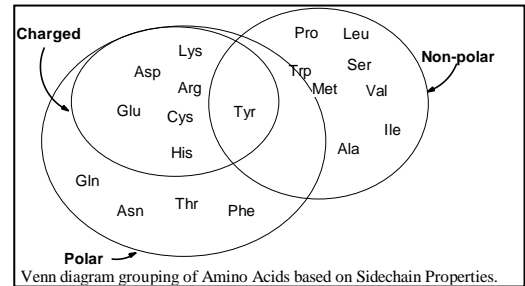 Charged
Lys
Pro
Leu
Non-polar
Asp
Trp
Ser
Arg
Met
Val
Glu
Cys
Tyr
Ile
His
Ala
Gln
Asn
Thr
Phe
Polar
Venn diagram grouping of Amino Acids based on Sidechain Properties.